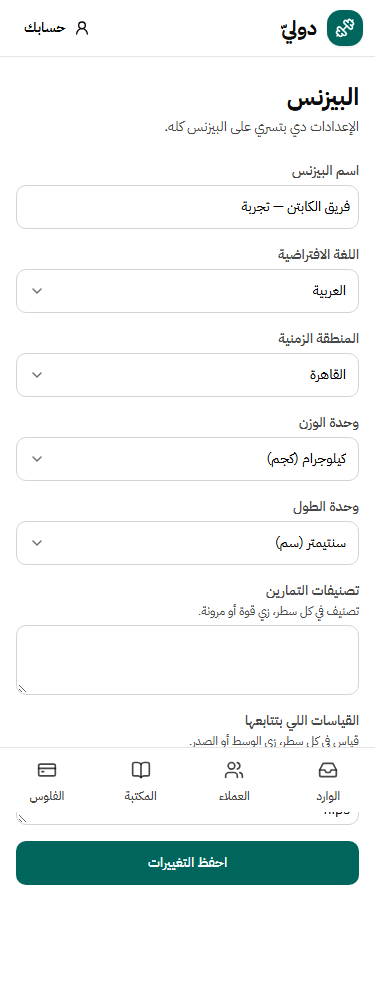 دوليّ
حسابك
البيزنس
الإعدادات دي بتسري على البيزنس كله.
اسم البيزنس
فريق الكابتن — تجربة
اللغة الافتراضية
العربية
المنطقة الزمنية
القاهرة
وحدة الوزن
كيلوجرام (كجم)
وحدة الطول
سنتيمتر (سم)
تصنيفات التمارين
تصنيف في كل سطر، زي قوة أو مرونة.
القياسات اللي بتتابعها
قياس في كل سطر، زي الوسط أو الصدر.
الوارد
العملاء
المكتبة
الفلوس
احفظ التغييرات